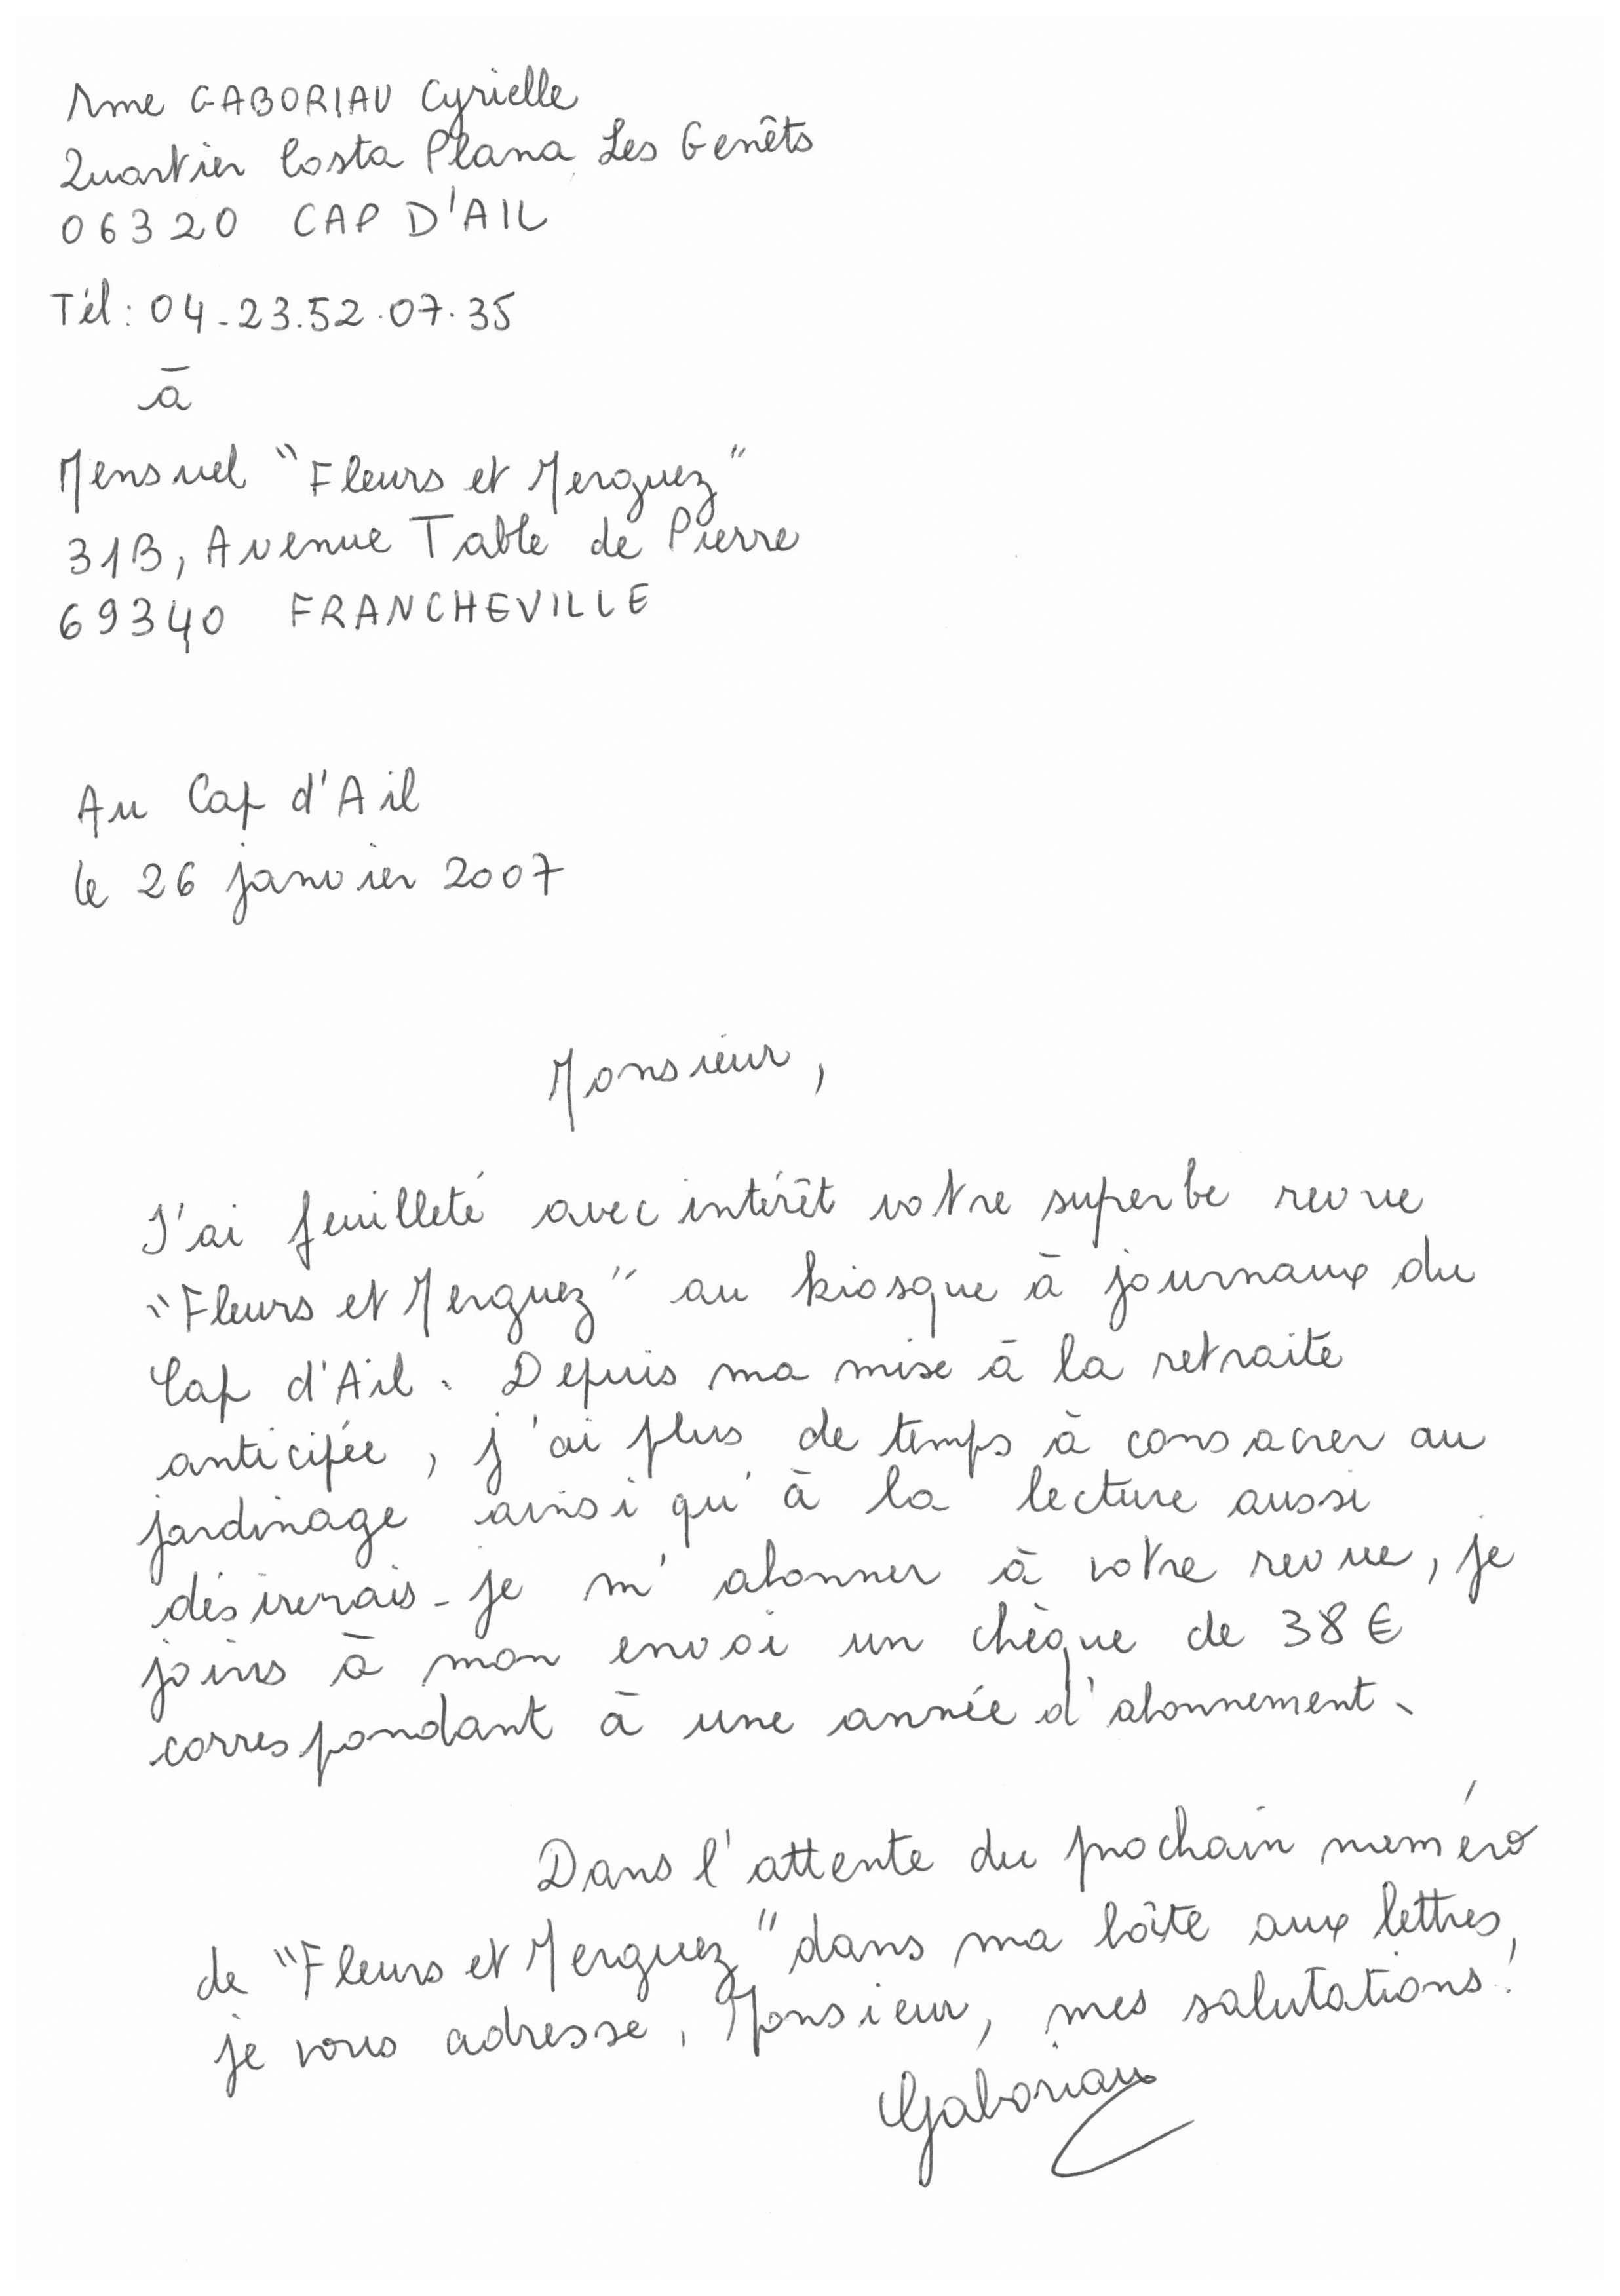 Mme GABORIAU Cyrielle
Quartier Costa Plana Les Genêts
06320 CAP D'AIL
Tél : 04-23.52.07.35
à
Mensuel "Fleurs et Merguez"
31B, Avenue Table de Pierre
69340 FRANCHEVILLE
Au Cap d'Ail
le 26 janvier 2007
Monsieur,
J'ai feuilleté avec intérêt votre superbe revue
"Fleurs et Merguez" au kiosque à journaux du
Cap d'Ail. Depuis ma mise à la retraite
anticipée, j'ai plus de temps à consacrer au
jardinage ainsi qu'à la lecture aussi
désirerais-je m'abonner à votre revue, je
joins à mon envoi un chèque de 38 €
correspondant à une année d'abonnement.
Dans l'attente du prochain numéro
de "Fleurs et Merguez" dans ma boîte aux lettres,
je vous adresse, Monsieur, mes salutations.
Gaboriau